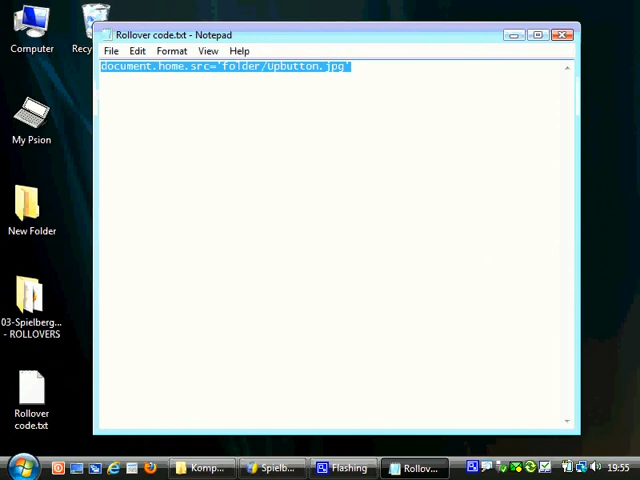 Computer
Recy
Rollover code.txt - Notepad
File Edit Format View Help
document.home.src='folder/Upbutton.jpg'
My Psion
New Folder
03-Spielberg...
- ROLLOVERS
Rollover
code.txt
Komp...
Spielb...
Flashing
Rollov...
19:55